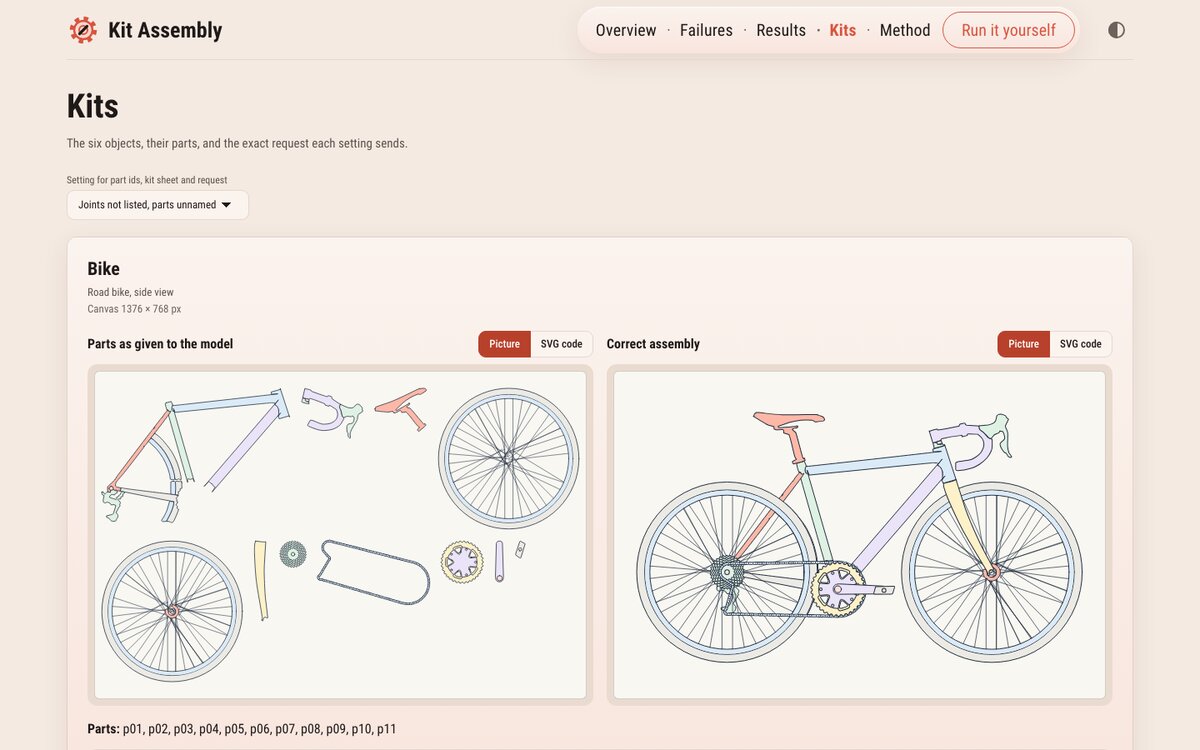 Kit Assembly
Overview · Failures · Results · Kits · Method Run it yourself
Kits
The six objects, their parts, and the exact request each setting sends.
Setting for part ids, kit sheet and request
Joints not listed, parts unnamed
Bike
Road bike, side view
Canvas 1376 × 768 px
Parts as given to the model Picture SVG code
Correct assembly Picture SVG code
Parts: p01, p02, p03, p04, p05, p06, p07, p08, p09, p10, p11